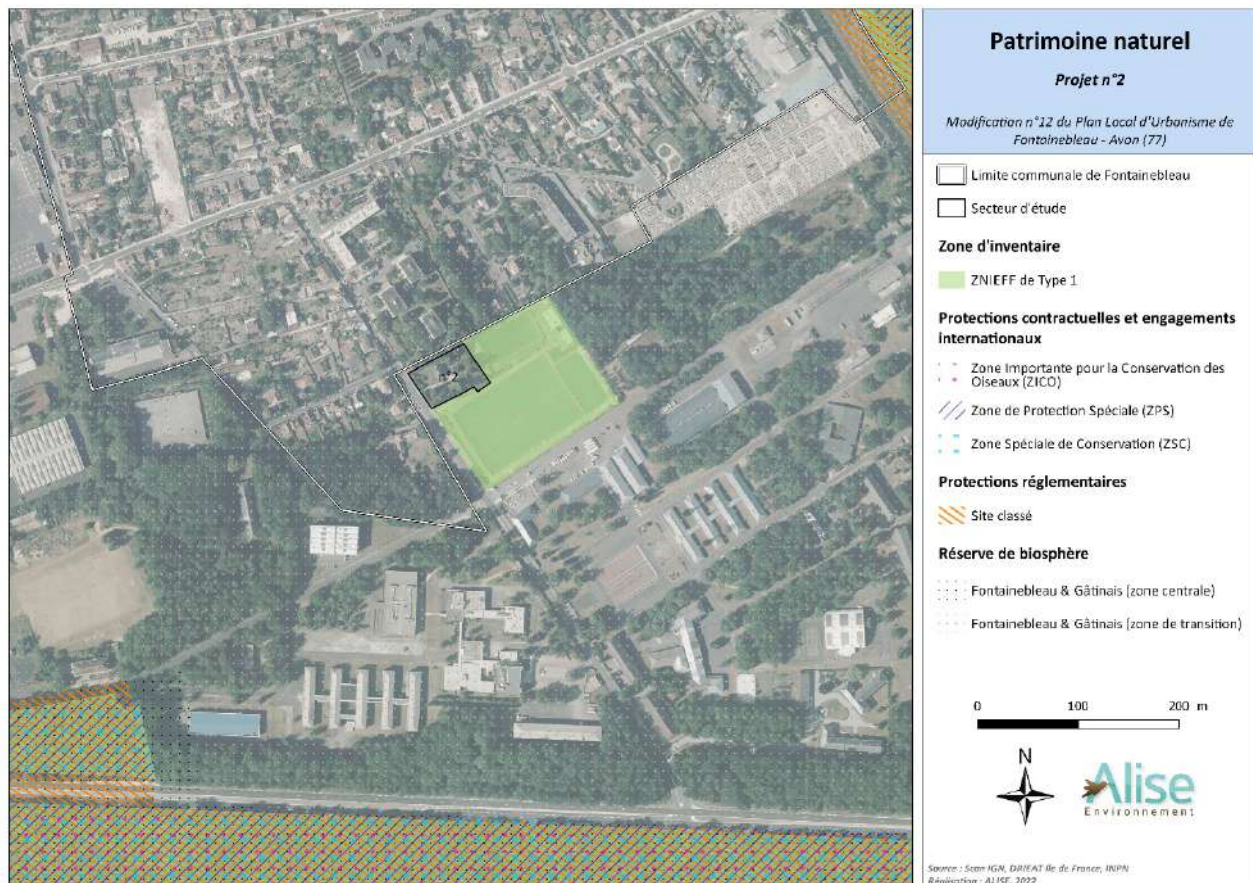 Patrimoine naturel
Projet n°2
Modification n°12 du Plan Local d'Urbanisme de
Fontainebleau - Avon (77)
Limite communale de Fontainebleau
Secteur d'étude
Zone d'inventaire
ZNIEFF de Type 1
Protections contractuelles et engagements
internationaux
Zone Importante pour la Conservation des
Oiseaux (ZICO)
Zone de Protection Spéciale (ZPS)
Zone Spéciale de Conservation (ZSC)
Protections réglementaires
Site classé
Réserve de biosphère
Fontainebleau & Gâtinais (zone centrale)
Fontainebleau & Gâtinais (zone de transition)
0 100 200 m
N
Alise
Environnement
Source : Scan IGN, DRIEAT Ile de France, INPN
Réalisation : ALISE, 2022
n°2